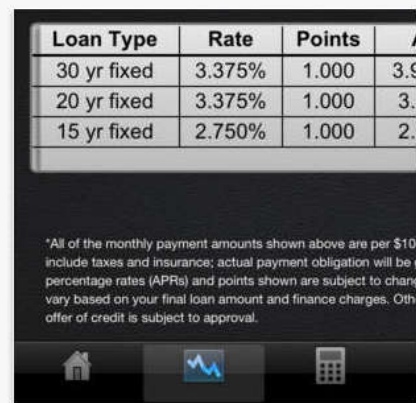 Loan Type Rate Points
30 yr fixed 3.375% 1.000 3.9
20 yr fixed 3.375% 1.000 3.
15 yr fixed 2.750% 1.000 2.
*All of the monthly payment amounts shown above are per $10
include taxes and insurance; actual payment obligation will be
percentage rates (APRs) and points shown are subject to chang
vary based on your final loan amount and finance charges. Oth
offer of credit is subject to approval.